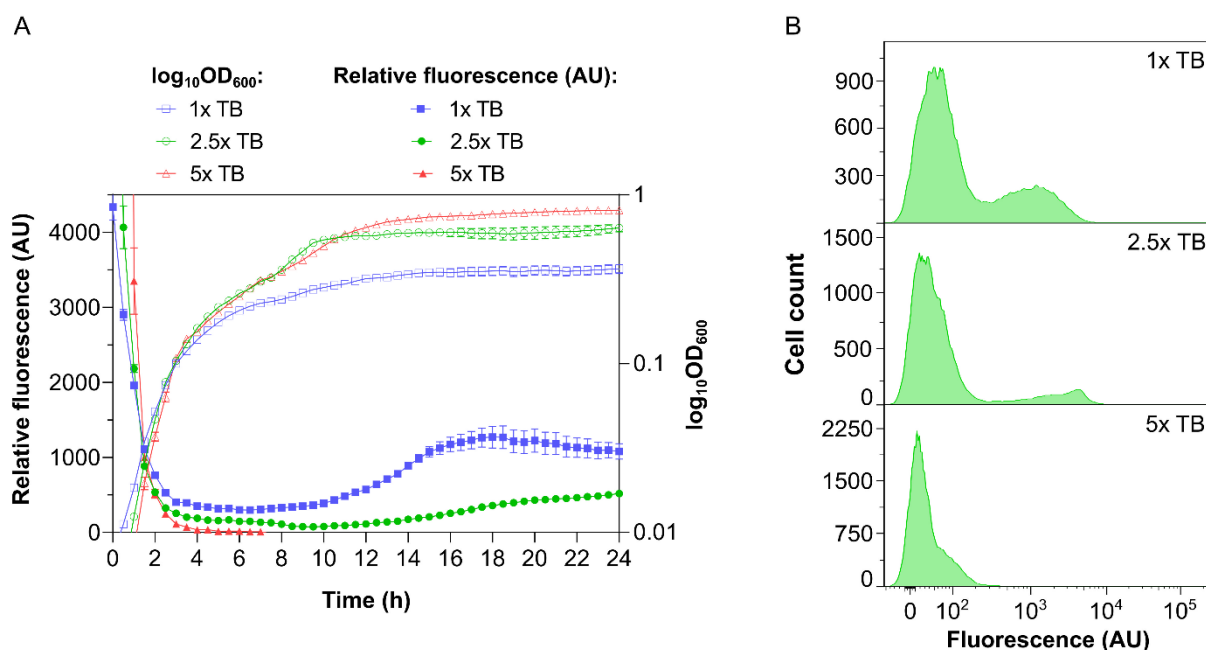 A
B
log₁₀OD₆₀₀: Relative fluorescence (AU):
1x TB 1x TB
2.5x TB 2.5x TB
5x TB 5x TB
Relative fluorescence (AU)
4000
3000
2000
1000
0
1
0.1
0.01
log₁₀OD₆₀₀
0 2 4 6 8 10 12 14 16 18 20 22 24
Time (h)
Cell count
1x TB
900
600
300
2.5x TB
1500
1000
500
0
5x TB
2250
1500
750
0
0 10² 10³ 10⁴ 10⁵
Fluorescence (AU)